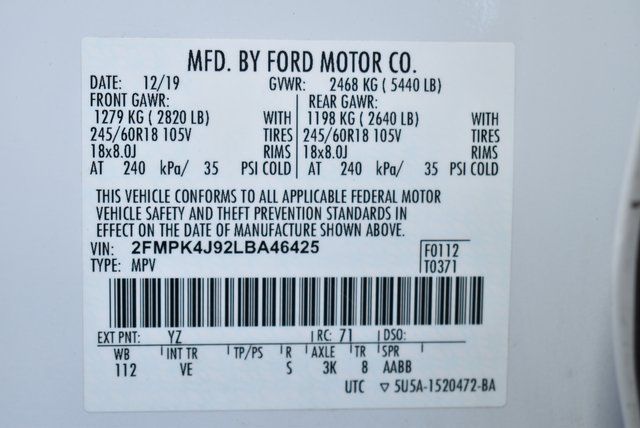 MFD. BY FORD MOTOR CO.
DATE: 12/19 GVWR: 2468 KG ( 5440 LB)
FRONT GAWR: REAR GAWR:
1279 KG ( 2820 LB) WITH 1198 KG ( 2640 LB) WITH
245/60R18 105V TIRES 245/60R18 105V TIRES
18x8.0J RIMS 18x8.0J RIMS
AT 240 kPa/ 35 PSI COLD AT 240 kPa/ 35 PSI COLD
THIS VEHICLE CONFORMS TO ALL APPLICABLE FEDERAL MOTOR
VEHICLE SAFETY AND THEFT PREVENTION STANDARDS IN
EFFECT ON THE DATE OF MANUFACTURE SHOWN ABOVE.
VIN: 2FMPK4J92LBA46425 F0112
TYPE: MPV T0371
EXT PNT: YZ RC: 71 DSO:
WB INT TR TP/PS R AXLE TR SPR
112 VE S 3K 8 AABB
UTC ▽ 5U5A-1520472-BA